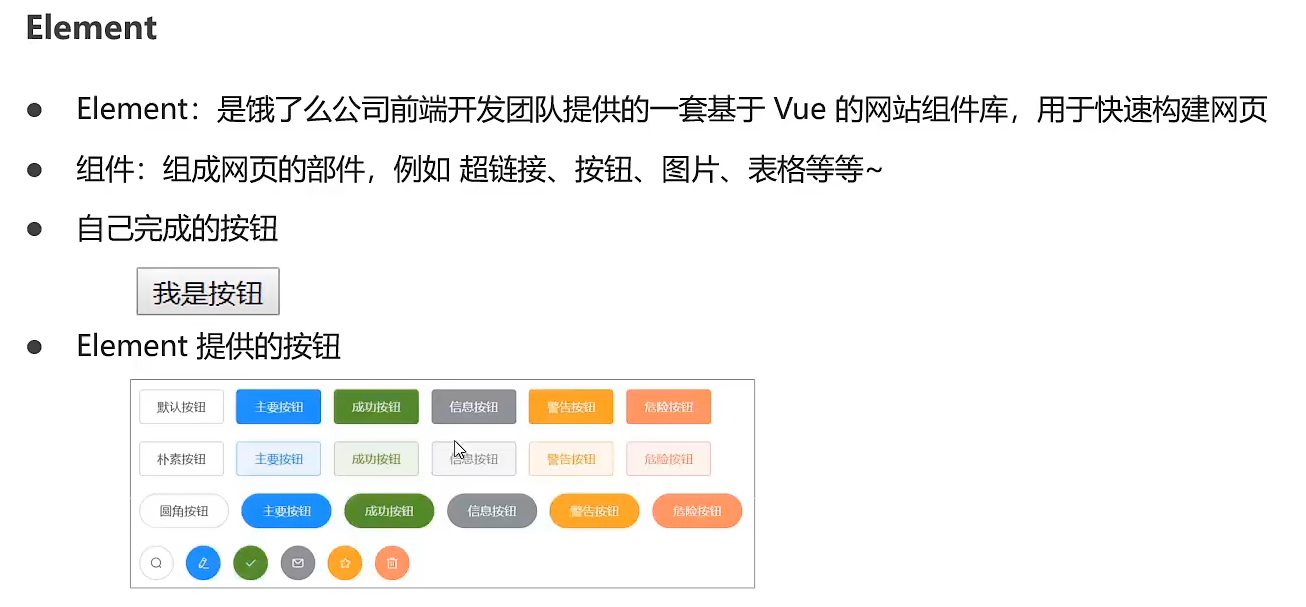 Element
● Element：是饿了么公司前端开发团队提供的一套基于 Vue 的网站组件库，用于快速构建网页
● 组件：组成网页的部件，例如 超链接、按钮、图片、表格等等~
● 自己完成的按钮
我是按钮
● Element 提供的按钮
默认按钮 主要按钮 成功按钮 信息按钮 警告按钮 危险按钮
朴素按钮 主要按钮 成功按钮 信息按钮 警告按钮 危险按钮
圆角按钮 主要按钮 成功按钮 信息按钮 警告按钮 危险按钮